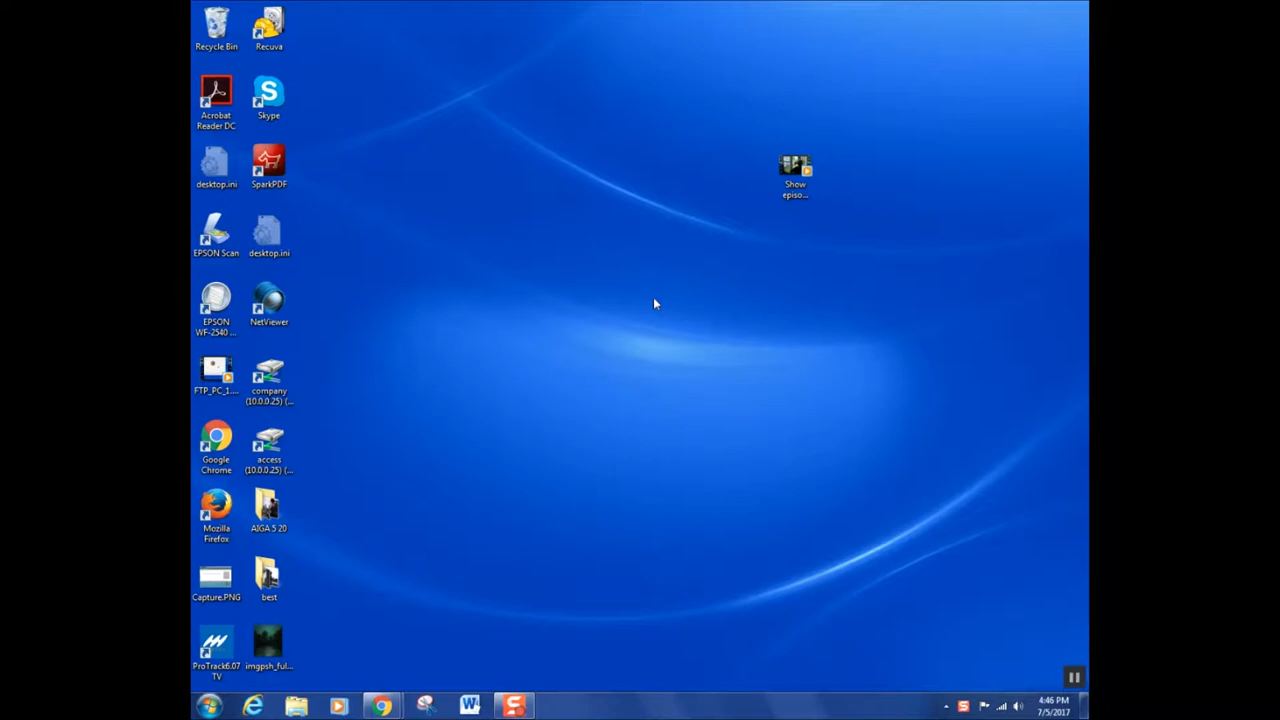 Recycle Bin
Recuva
Acrobat
Reader DC
Skype
desktop.ini
SparkPDF
EPSON Scan
desktop.ini
EPSON
WF-2540 ...
NetViewer
FTP_PC_1....
company
(10.0.0.25) (...
Google
Chrome
access
(10.0.0.25) (...
Mozilla
Firefox
AIGA 5 20
Capture.PNG
best
ProTrack6.07
TV
imgpsh_ful...
Show
episo...
4:46 PM
7/5/2017